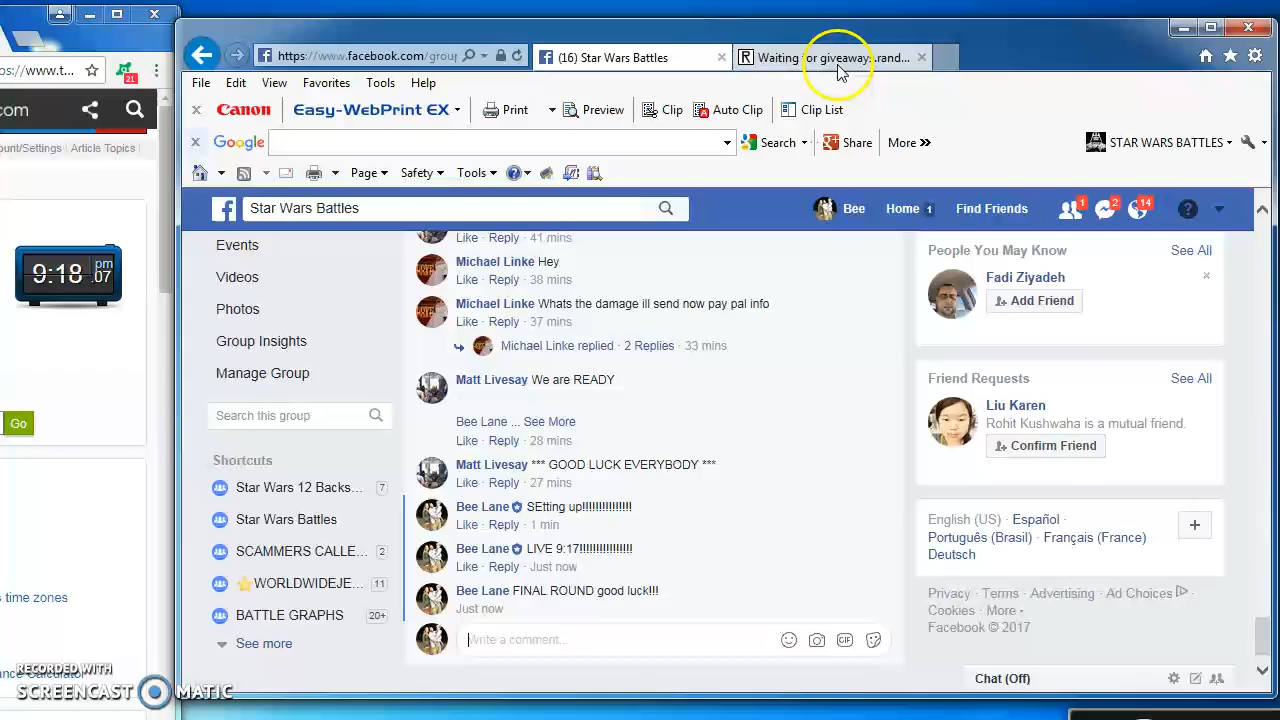 https://www.t...
21
com
ount/Settings Article Topics
9:18 pm .07
Go
s time zones
ance Calculator
RECORDED WITH
SCREENCAST MATIC
https://www.facebook.com/group
(16) Star Wars Battles
Waiting for giveaways.rand...
File Edit View Favorites Tools Help
Canon Easy-WebPrint EX Print Preview Clip Auto Clip Clip List
Google Search Share More » STAR WARS BATTLES
Page Safety Tools
Star Wars Battles
Bee Home 1 Find Friends 1 2 14
Events
Videos
Photos
Group Insights
Manage Group
Search this group
Shortcuts
Star Wars 12 Backs... 7
Star Wars Battles
SCAMMERS CALLE... 2
WORLDWIDEJE... 11
BATTLE GRAPHS 20+
See more
Like · Reply · 41 mins
Michael Linke Hey
Like · Reply · 38 mins
Michael Linke Whats the damage ill send now pay pal info
Like · Reply · 37 mins
Michael Linke replied · 2 Replies · 33 mins
Matt Livesay We are READY
Bee Lane ... See More
Like · Reply · 28 mins
Matt Livesay *** GOOD LUCK EVERYBODY ***
Like · Reply · 27 mins
Bee Lane SEtting up!!!!!!!!!!!!!!!
Like · Reply · 1 min
Bee Lane LIVE 9:17!!!!!!!!!!!!!!!!
Like · Reply · Just now
Bee Lane FINAL ROUND good luck!!!
Just now
Write a comment...
People You May Know See All
Fadi Ziyadeh
Add Friend
Friend Requests See All
Liu Karen
Rohit Kushwaha is a mutual friend.
Confirm Friend
English (US) · Español ·
Português (Brasil) · Français (France) ·
Deutsch
Privacy · Terms · Advertising · Ad Choices ·
Cookies · More
Facebook © 2017
Chat (Off)